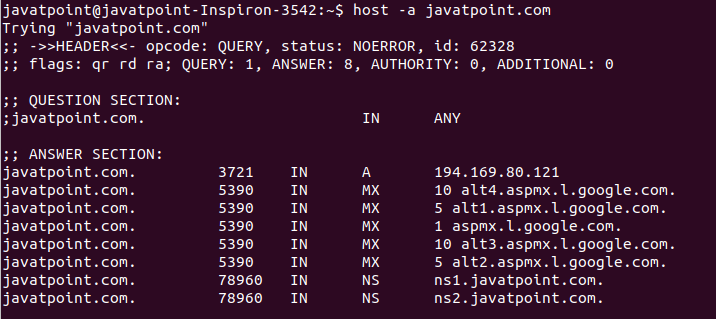 javatpoint@javatpoint-Inspiron-3542:~$ host -a javatpoint.com
Trying "javatpoint.com"
;; ->>HEADER<<- opcode: QUERY, status: NOERROR, id: 62328
;; flags: qr rd ra; QUERY: 1, ANSWER: 8, AUTHORITY: 0, ADDITIONAL: 0
;; QUESTION SECTION:
;javatpoint.com. IN ANY
;; ANSWER SECTION:
javatpoint.com. 3721 IN A 194.169.80.121
javatpoint.com. 5390 IN MX 10 alt4.aspmx.l.google.com.
javatpoint.com. 5390 IN MX 5 alt1.aspmx.l.google.com.
javatpoint.com. 5390 IN MX 1 aspmx.l.google.com.
javatpoint.com. 5390 IN MX 10 alt3.aspmx.l.google.com.
javatpoint.com. 5390 IN MX 5 alt2.aspmx.l.google.com.
javatpoint.com. 78960 IN NS ns1.javatpoint.com.
javatpoint.com. 78960 IN NS ns2.javatpoint.com.